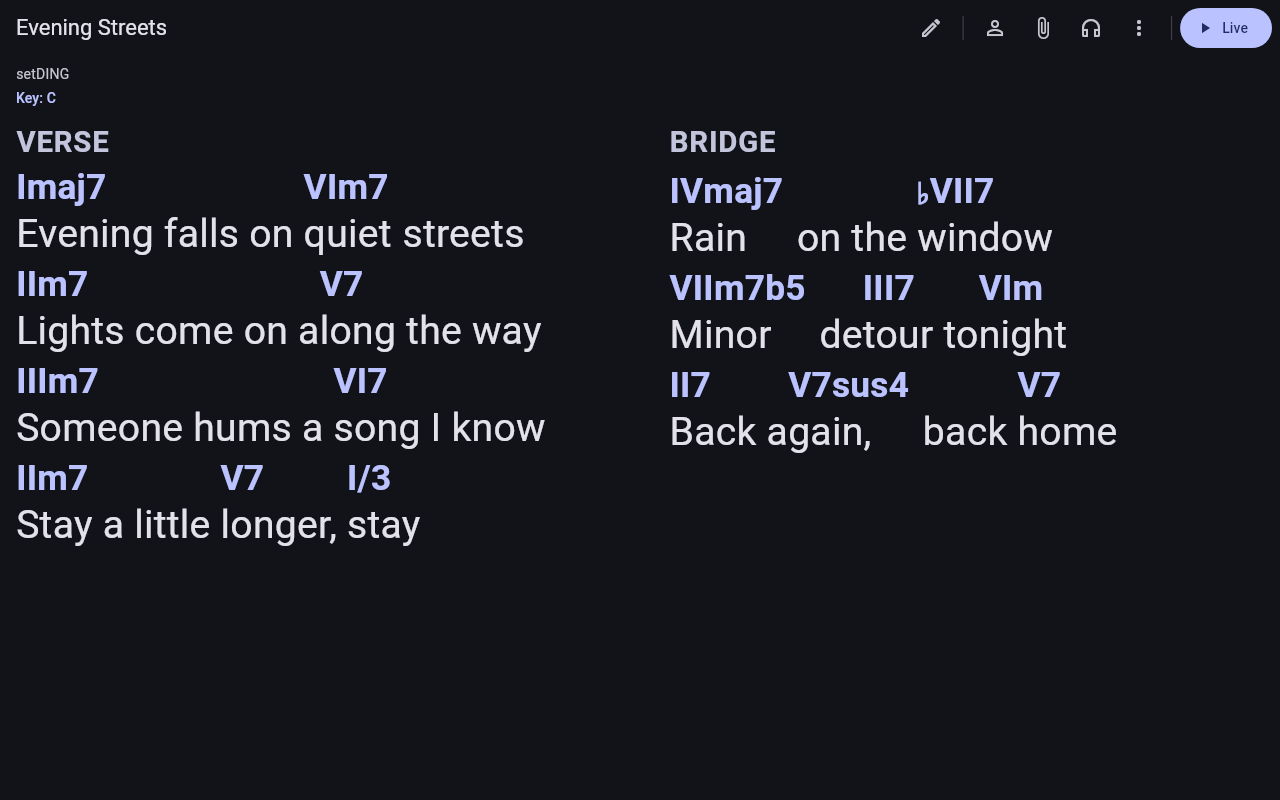 Evening Streets
Live
setDING
Key: C
VERSE
Imaj7 VIm7
Evening falls on quiet streets
IIm7 V7
Lights come on along the way
IIIm7 VI7
Someone hums a song I know
IIm7 V7 I/3
Stay a little longer, stay
BRIDGE
IVmaj7 ♭VII7
Rain on the window
VIIm7b5 III7 VIm
Minor detour tonight
II7 V7sus4 V7
Back again, back home